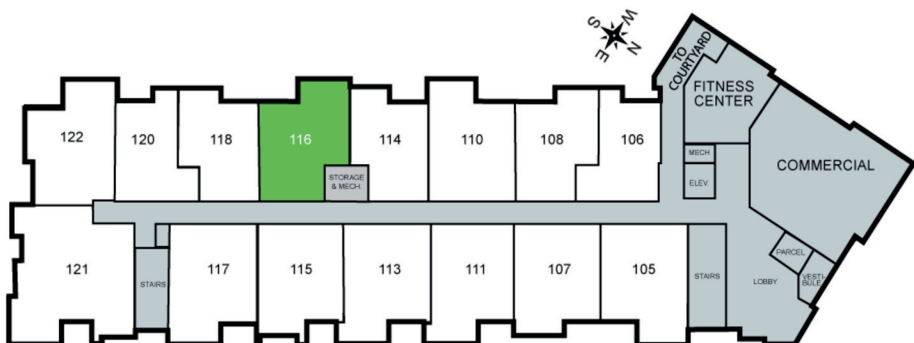 S
W
E
N
TO
COURTYARD
FITNESS
CENTER
COMMERCIAL
122
120
118
116
114
110
108
106
MECH
ELEV
STORAGE
& MECH.
121
117
115
113
111
107
105
STAIRS
STAIRS
PARCEL
LOBBY
VESTI-
BULE